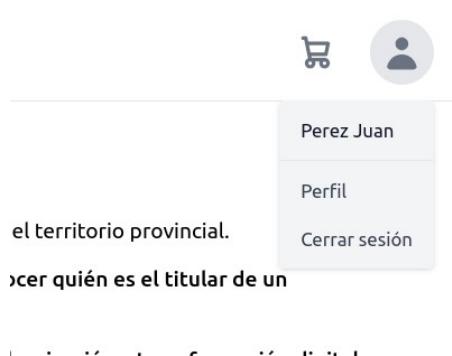 Perez Juan
Perfil
el territorio provincial.
Cerrar sesión
ocer quién es el titular de un